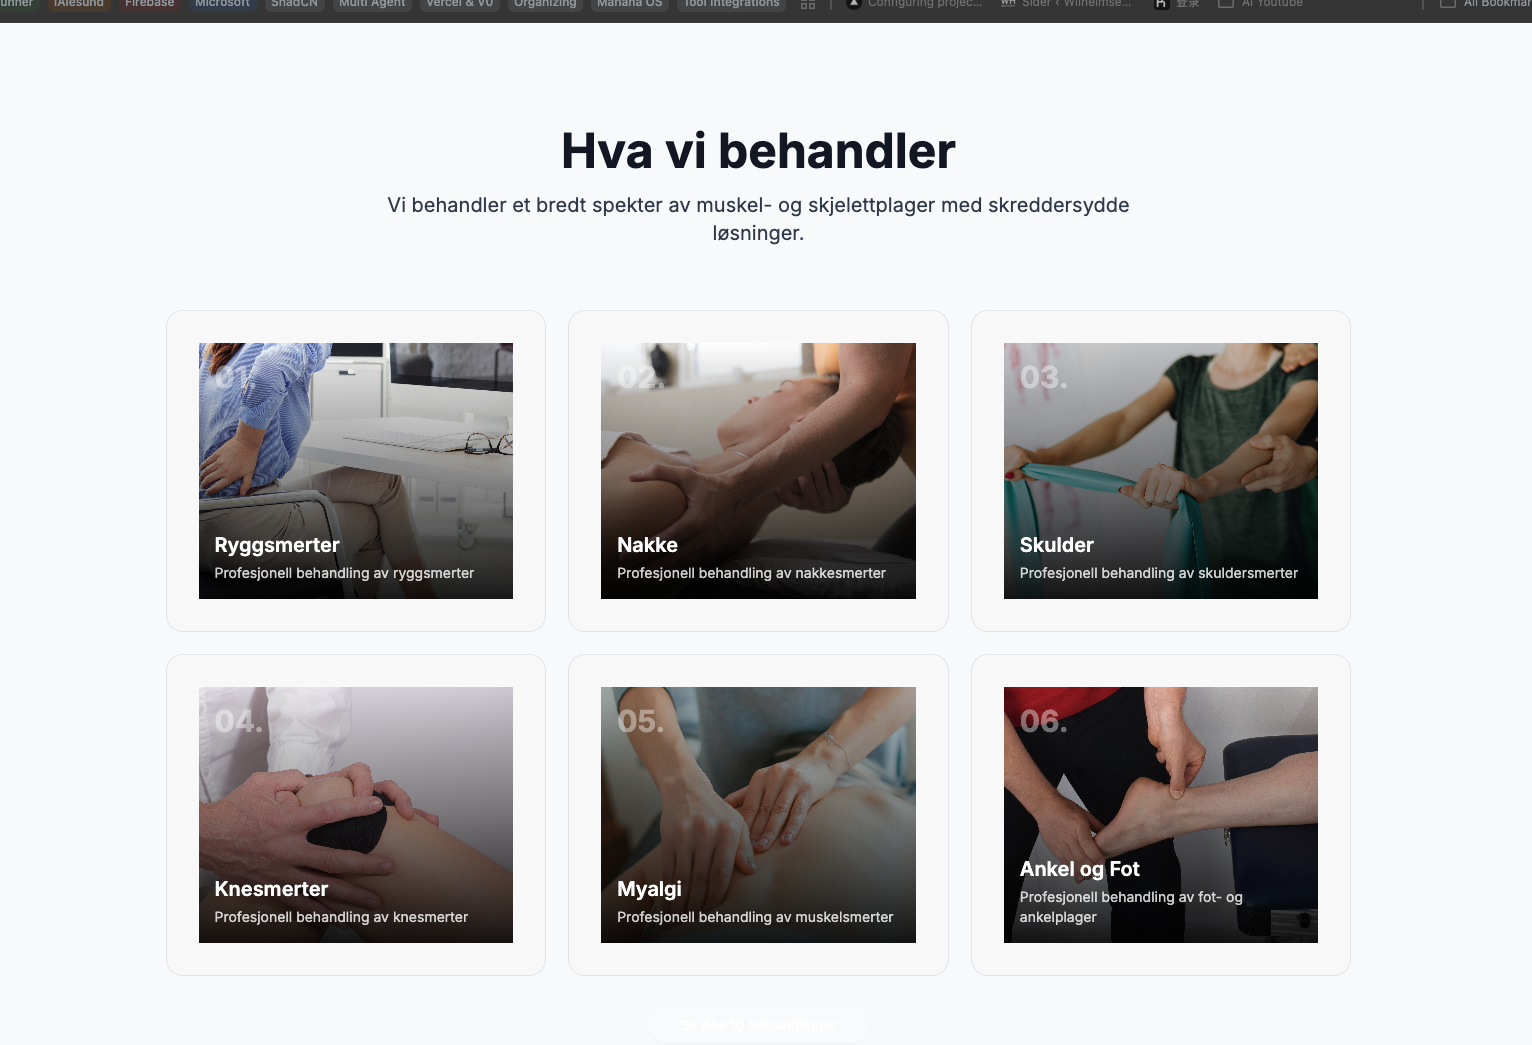 unner iAlesund Firebase Microsoft ShadCN Multi Agent Vercel & V0 Organizing Manana OS Tool Integrations Configuring projec... WH Sider ‹ Wilhelmse... 登录 AI Youtube All Bookmar
Hva vi behandler
Vi behandler et bredt spekter av muskel- og skjelettplager med skreddersydde
løsninger.
01.
Ryggsmerter
Profesjonell behandling av ryggsmerter
02.
Nakke
Profesjonell behandling av nakkesmerter
03.
Skulder
Profesjonell behandling av skuldersmerter
04.
Knesmerter
Profesjonell behandling av knesmerter
05.
Myalgi
Profesjonell behandling av muskelsmerter
06.
Ankel og Fot
Profesjonell behandling av fot- og
ankelplager
Se Alle 10 Behandlinger